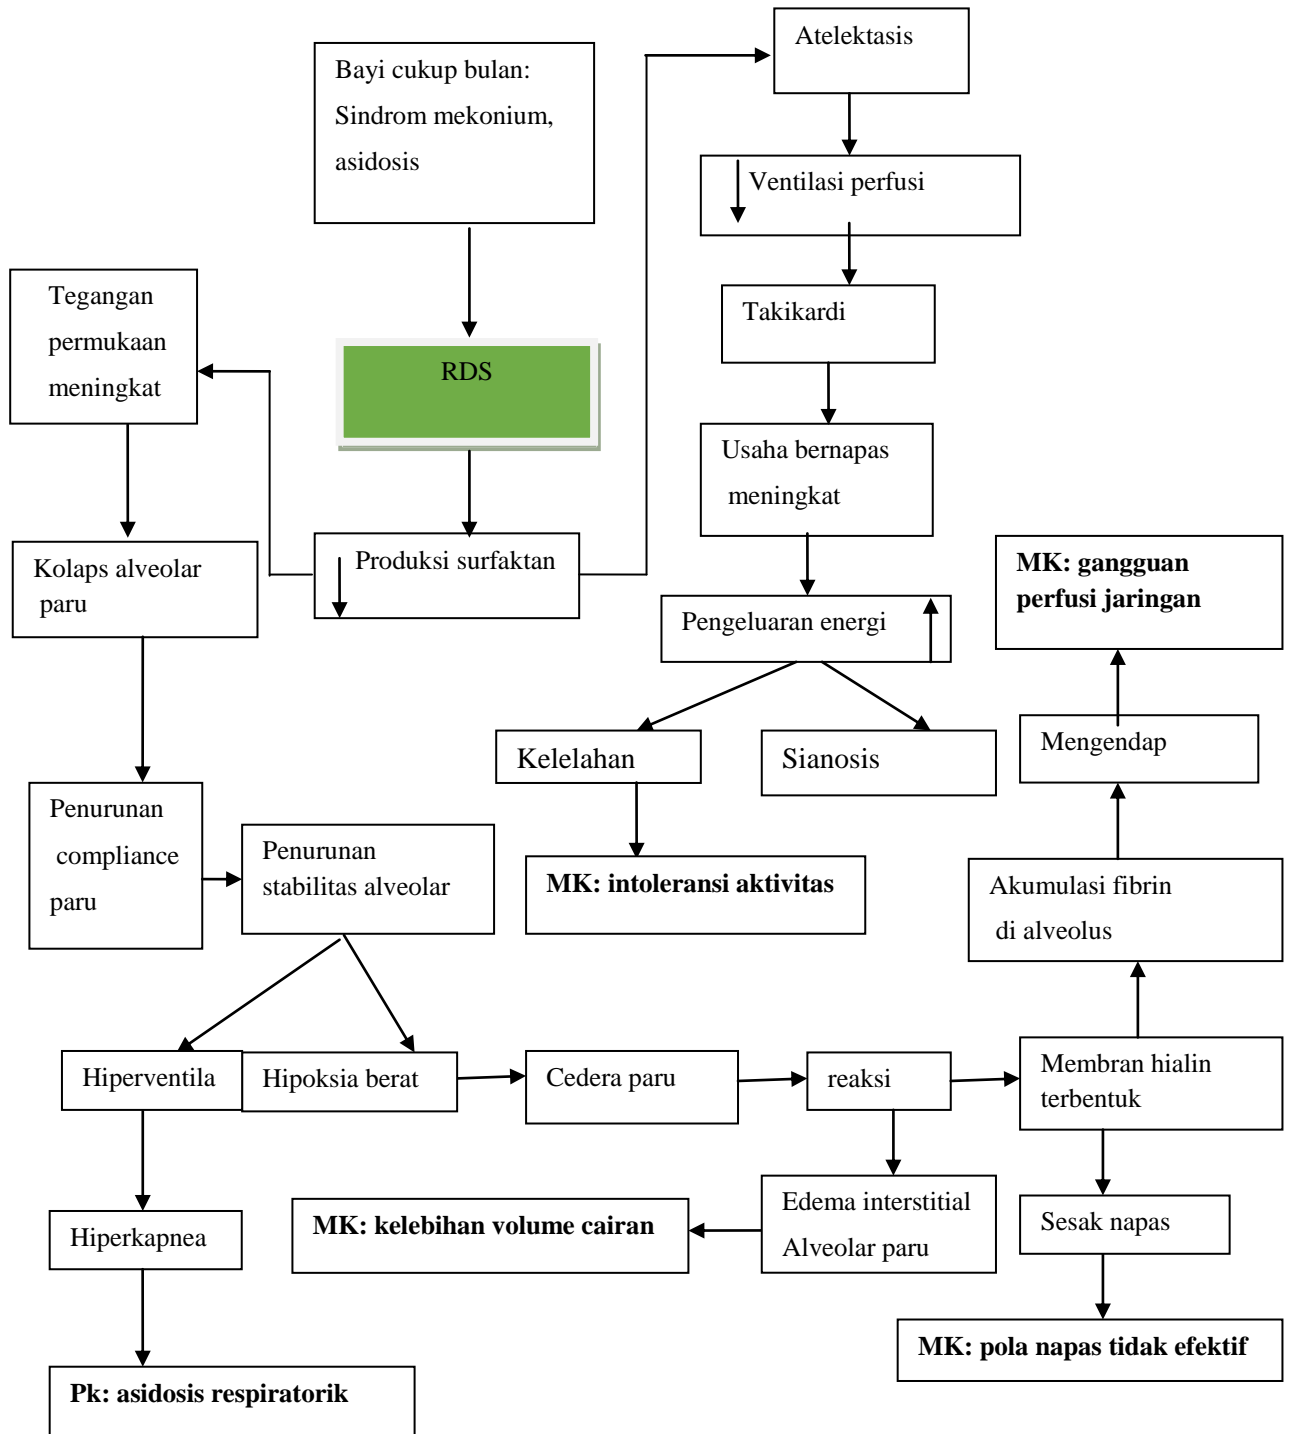 Atelektasis
Bayi cukup bulan:
Sindrom mekonium,
asidosis
Ventilasi perfusi
Tegangan
permukaan
meningkat
Takikardi
RDS
Usaha bernapas
meningkat
Kolaps alveolar
paru
Produksi surfaktan
MK: gangguan
perfusi jaringan
Pengeluaran energi
Kelelahan
Sianosis
Mengendap
Penurunan
compliance
paru
Penurunan
stabilitas alveolar
MK: intoleransi aktivitas
Akumulasi fibrin
di alveolus
Hiperventila
Hipoksia berat
Cedera paru
reaksi
Membran hialin
terbentuk
Hiperkapnea
MK: kelebihan volume cairan
Edema interstitial
Alveolar paru
Sesak napas
MK: pola napas tidak efektif
Pk: asidosis respiratorik